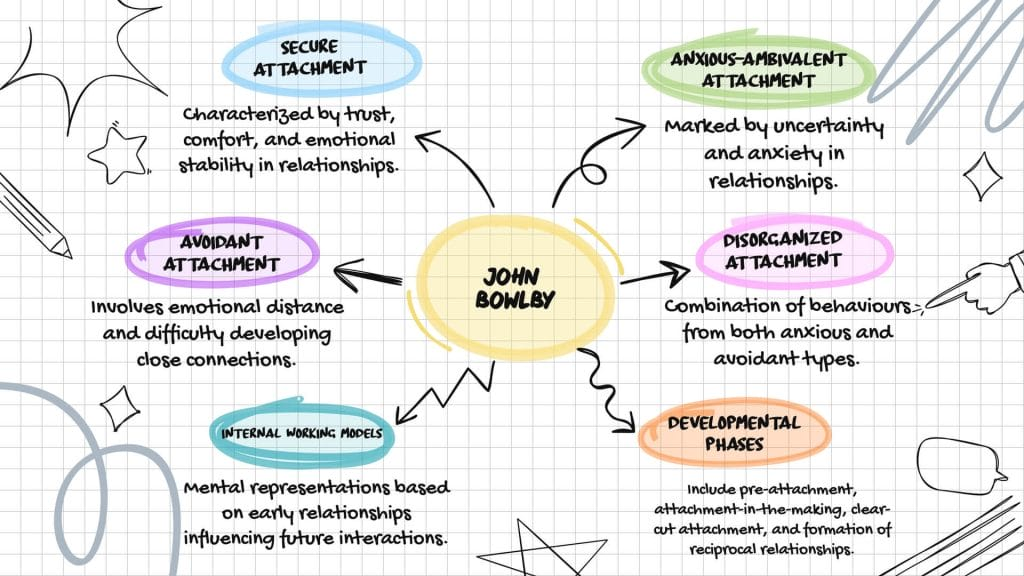 SECURE
ATTACHMENT
Characterized by trust,
comfort, and emotional
stability in relationships.
ANXIOUS-AMBIVALENT
ATTACHMENT
Marked by uncertainty
and anxiety in
relationships.
AVOIDANT
ATTACHMENT
Involves emotional distance
and difficulty developing
close connections.
JOHN
BOWLBY
DISORGANIZED
ATTACHMENT
Combination of behaviours
from both anxious and
avoidant types.
INTERNAL WORKING MODELS
Mental representations based
on early relationships
influencing future interactions.
DEVELOPMENTAL
PHASES
Include pre-attachment,
attachment-in-the-making, clear-
cut attachment, and formation of
reciprocal relationships.